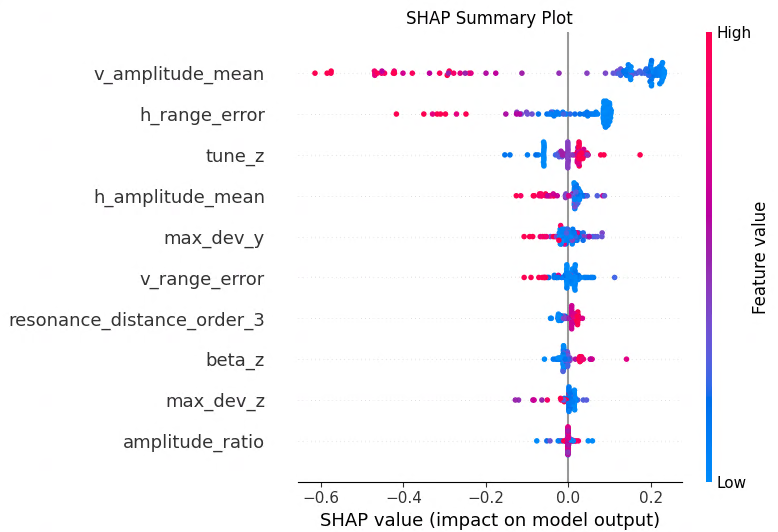 SHAP Summary Plot
High
v_amplitude_mean
h_range_error
tune_z
h_amplitude_mean
max_dev_y
v_range_error
resonance_distance_order_3
beta_z
max_dev_z
amplitude_ratio
Feature value
Low
−0.6 −0.4 −0.2 0.0 0.2
SHAP value (impact on model output)